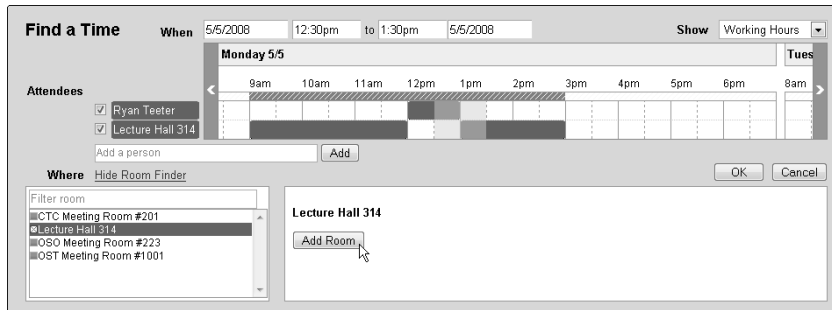 Find a Time When 5/5/2008 12:30pm to 1:30pm 5/5/2008 Show Working Hours
Monday 5/5 Tues
9am 10am 11am 12pm 1pm 2pm 3pm 4pm 5pm 6pm 8am
Attendees
Ryan Teeter
Lecture Hall 314
Add a person Add
Where Hide Room Finder OK Cancel
Filter room
CTC Meeting Room #201
Lecture Hall 314
OSO Meeting Room #223
OST Meeting Room #1001
Lecture Hall 314
Add Room